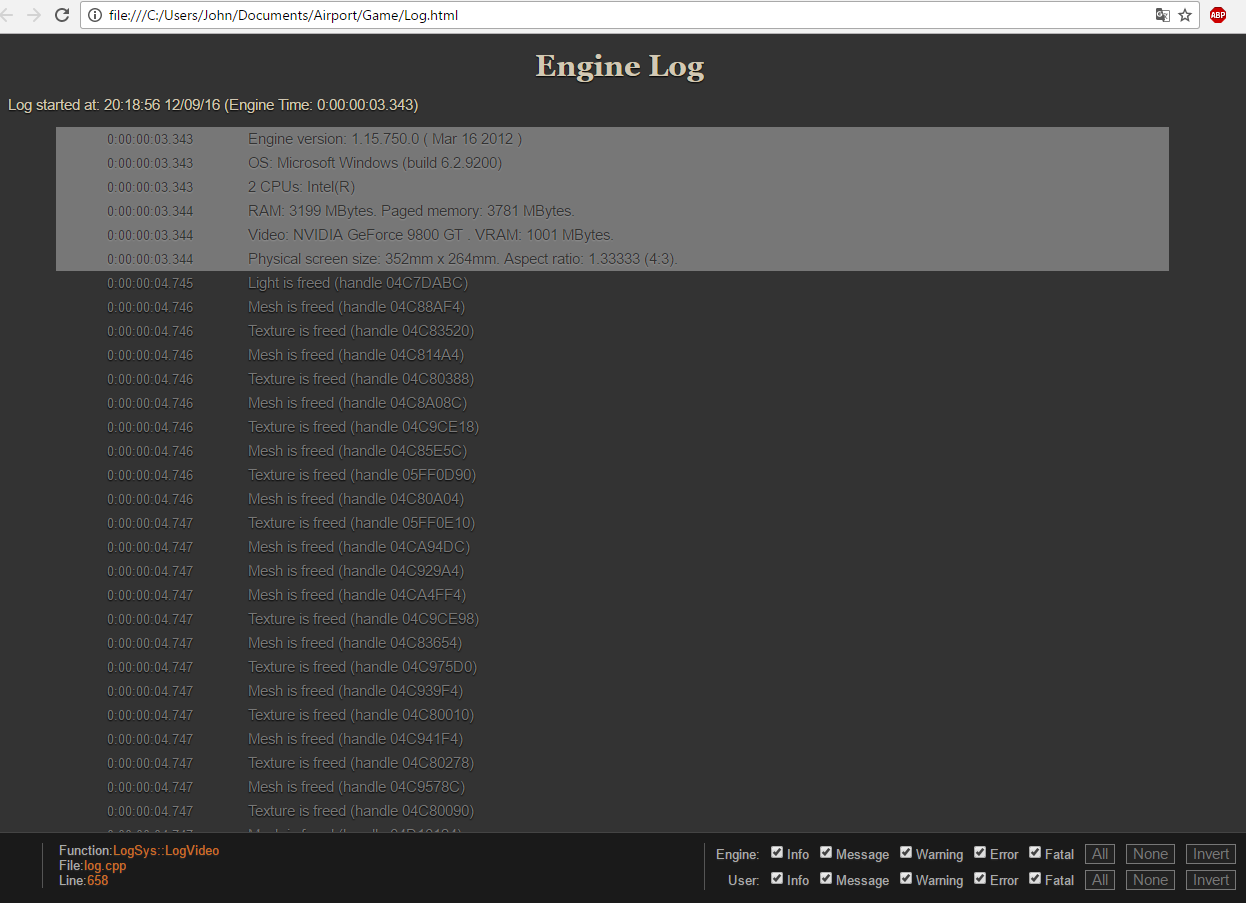 file:///C:/Users/John/Documents/Airport/Game/Log.html
ABP
Engine Log
Log started at: 20:18:56 12/09/16 (Engine Time: 0:00:00:03.343)
0:00:00:03.343 Engine version: 1.15.750.0 ( Mar 16 2012 )
0:00:00:03.343 OS: Microsoft Windows (build 6.2.9200)
0:00:00:03.343 2 CPUs: Intel(R)
0:00:00:03.344 RAM: 3199 MBytes. Paged memory: 3781 MBytes.
0:00:00:03.344 Video: NVIDIA GeForce 9800 GT . VRAM: 1001 MBytes.
0:00:00:03.344 Physical screen size: 352mm x 264mm. Aspect ratio: 1.33333 (4:3).
0:00:00:04.745 Light is freed (handle 04C7DABC)
0:00:00:04.746 Mesh is freed (handle 04C88AF4)
0:00:00:04.746 Texture is freed (handle 04C83520)
0:00:00:04.746 Mesh is freed (handle 04C814A4)
0:00:00:04.746 Texture is freed (handle 04C80388)
0:00:00:04.746 Mesh is freed (handle 04C8A08C)
0:00:00:04.746 Texture is freed (handle 04C9CE18)
0:00:00:04.746 Mesh is freed (handle 04C85E5C)
0:00:00:04.746 Texture is freed (handle 05FF0D90)
0:00:00:04.746 Mesh is freed (handle 04C80A04)
0:00:00:04.747 Texture is freed (handle 05FF0E10)
0:00:00:04.747 Mesh is freed (handle 04CA94DC)
0:00:00:04.747 Mesh is freed (handle 04C929A4)
0:00:00:04.747 Mesh is freed (handle 04CA4FF4)
0:00:00:04.747 Texture is freed (handle 04C9CE98)
0:00:00:04.747 Mesh is freed (handle 04C83654)
0:00:00:04.747 Texture is freed (handle 04C975D0)
0:00:00:04.747 Mesh is freed (handle 04C939F4)
0:00:00:04.747 Texture is freed (handle 04C80010)
0:00:00:04.747 Mesh is freed (handle 04C941F4)
0:00:00:04.747 Texture is freed (handle 04C80278)
0:00:00:04.747 Mesh is freed (handle 04C9578C)
0:00:00:04.747 Texture is freed (handle 04C80090)
0:00:00:04.747 Mesh is freed (handle
Function:LogSys::LogVideo
File:log.cpp
Line:658
Engine: Info Message Warning Error Fatal All None Invert
User: Info Message Warning Error Fatal All None Invert